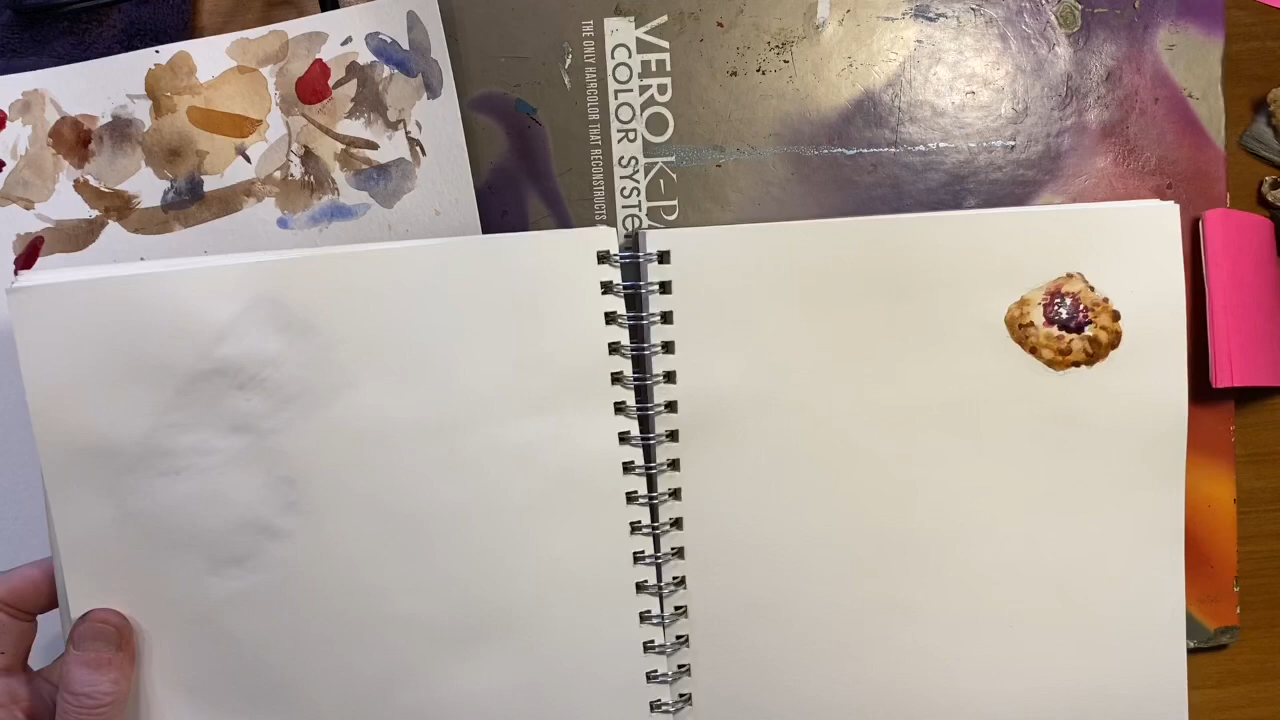 VERO K-PA
COLOR SYSTE
THE ONLY HAIRCOLOR THAT RECONSTRUCTS